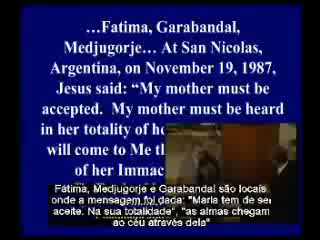 …Fatima, Garabandal,
Medjugorje… At San Nicolas,
Argentina, on November 19, 1987,
Jesus said: “My mother must be
accepted. My mother must be heard
in her totality of
will come to Me
of her Immac
Fátima, Medjugorje e Garabandal são locais
onde a mensagem foi dada: "Maria tem de ser
aceite. Na sua totalidade", "as almas chegam
ao céu através dela"